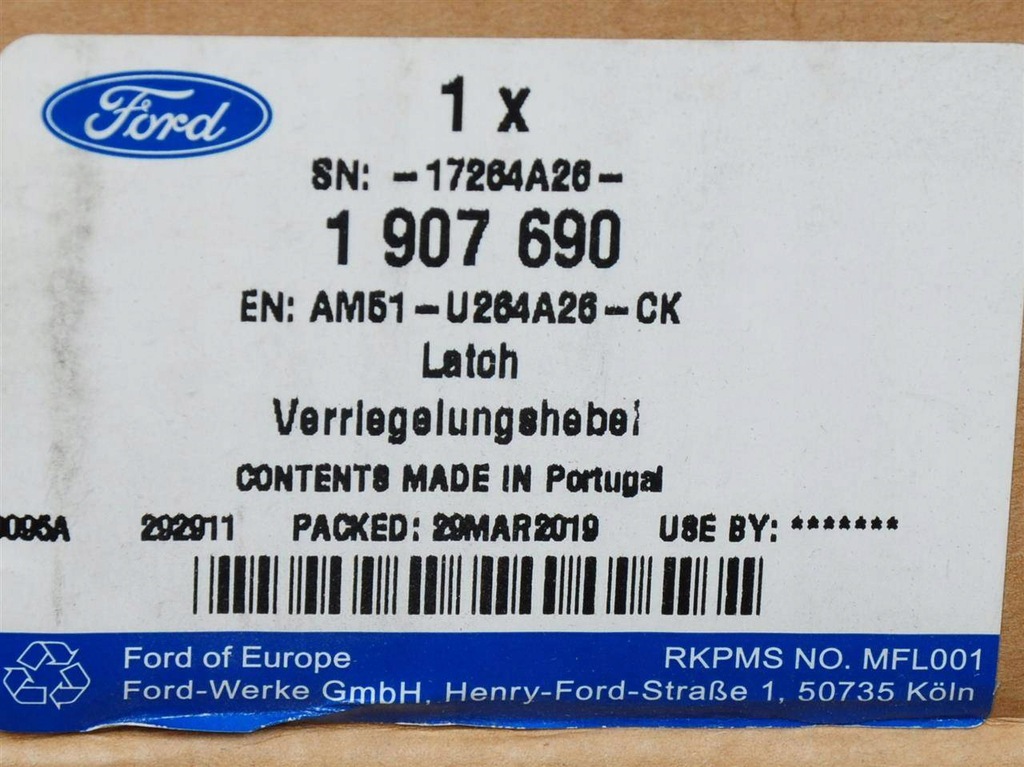 Ford
1 x
SN: -17264A26-
1 907 690
EN: AM51-U264A26-CK
Latch
Verriegelungshebel
CONTENTS MADE IN Portugal
292911 PACKED: 29MAR2019 USE BY: *******
Ford of Europe
RKPMS NO. MFL001
Ford-Werke GmbH, Henry-Ford-Straße 1, 50735 Köln